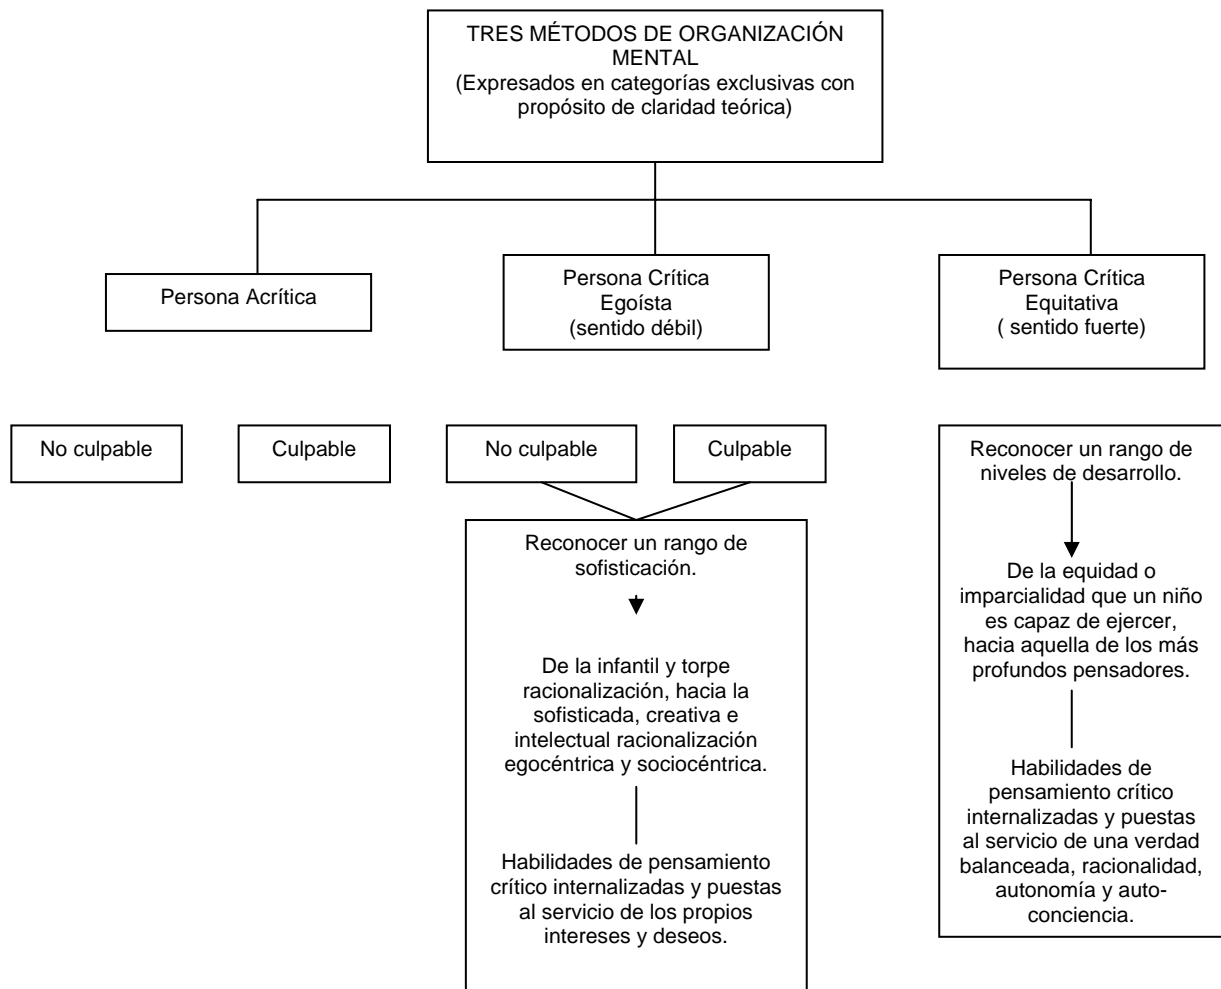 TRES MÉTODOS DE ORGANIZACIÓN
MENTAL
(Expresados en categorías exclusivas con
propósito de claridad teórica)
Persona Acrítica
Persona Crítica
Egoísta
(sentido débil)
Persona Crítica
Equitativa
( sentido fuerte)
No culpable
Culpable
No culpable
Culpable
Reconocer un rango de
sofisticación.
De la infantil y torpe
racionalización, hacia la
sofisticada, creativa e
intelectual racionalización
egocéntrica y sociocéntrica.
Habilidades de pensamiento
crítico internalizadas y puestas
al servicio de los propios
intereses y deseos.
Reconocer un rango de
niveles de desarrollo.
De la equidad o
imparcialidad que un niño
es capaz de ejercer,
hacia aquella de los más
profundos pensadores.
Habilidades de
pensamiento crítico
internalizadas y puestas
al servicio de una verdad
balanceada, racionalidad,
autonomía y auto-
conciencia.